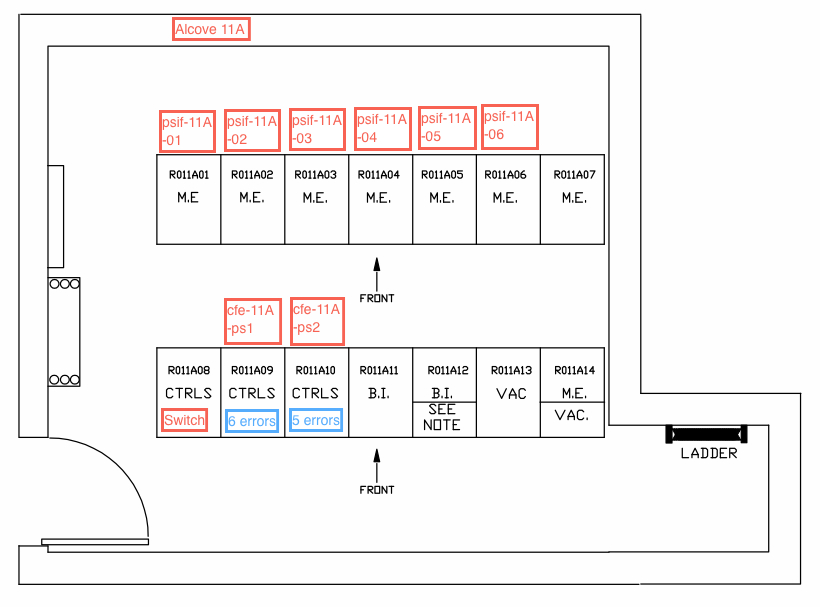 Alcove 11A
psif-11A
-01
psif-11A
-02
psif-11A
-03
psif-11A
-04
psif-11A
-05
psif-11A
-06
R011A01
M.E
R011A02
M.E.
R011A03
M.E.
R011A04
M.E.
R011A05
M.E.
R011A06
M.E.
R011A07
M.E.
FRONT
cfe-11A
-ps1
cfe-11A
-ps2
R011A08
CTRLS
Switch
R011A09
CTRLS
6 errors
R011A10
CTRLS
5 errors
R011A11
B.I.
R011A12
B.I.
SEE
NOTE
R011A13
VAC
R011A14
M.E.
VAC.
FRONT
LADDER